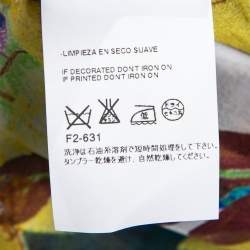 -LIMPIEZA EN SECO SUAVE
IF DECORATED DON'T IRON ON
IF PRINTED DON'T IRON ON
F2-631
洗浄は石油系溶剤で短時間処理をして下さい。
タンブラー乾燥を避け、自然乾燥して下さい。